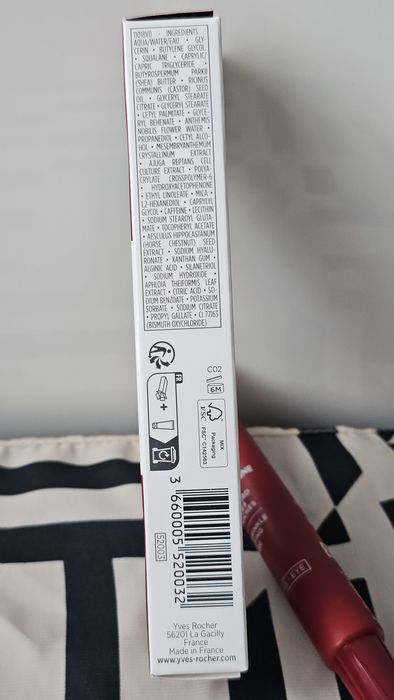 11018V0 • INGREDIENTS
AQUA/WATER/EAU • GLY-
CERIN • BUTYLENE GLYCOL
• SQUALANE • CAPRYLIC/
CAPRIC TRIGLYCERIDE •
BUTYROSPERMUM PARKII
(SHEA) BUTTER • RICINUS
COMMUNIS (CASTOR) SEED
OIL • GLYCERYL STEARATE
CITRATE • GLYCERYL STEARATE
• CETYL PALMITATE • GLYCE-
RYL BEHENATE • ANTHEMIS
NOBILIS FLOWER WATER •
PROPANEDIOL • CETYL ALCO-
HOL • MESEMBRYANTHEMUM
CRYSTALLINUM EXTRACT
• AJUGA REPTANS CELL
CULTURE EXTRACT • POLYA-
CRYLATE CROSSPOLYMER-6
• HYDROXYACETOPHENONE
• ETHYL LINOLEATE • MICA •
1,2-HEXANEDIOL • CAPRYLYL
GLYCOL • CAFFEINE • LECITHIN
• SODIUM STEAROYL GLUTA-
MATE • TOCOPHERYL ACETATE
• AESCULUS HIPPOCASTANUM
(HORSE CHESTNUT) SEED
EXTRACT • SODIUM HYALU-
RONATE • XANTHAN GUM •
ALGINIC ACID • SILANETRIOL
• SODIUM HYDROXIDE •
APHLOIA THEIFORMIS LEAF
EXTRACT • CITRIC ACID • SO-
DIUM BENZOATE • POTASSIUM
SORBATE • SODIUM CITRATE
• PROPYL GALLATE • CI 77163
(BISMUTH OXYCHLORIDE)
C02
6M
FR
+
FSC
MIX
Packaging
FSC™ C142563
52003
3 660005 520032
Yves Rocher
56201 La Gacilly
France
Made in France
www.yves-rocher.com
EYE